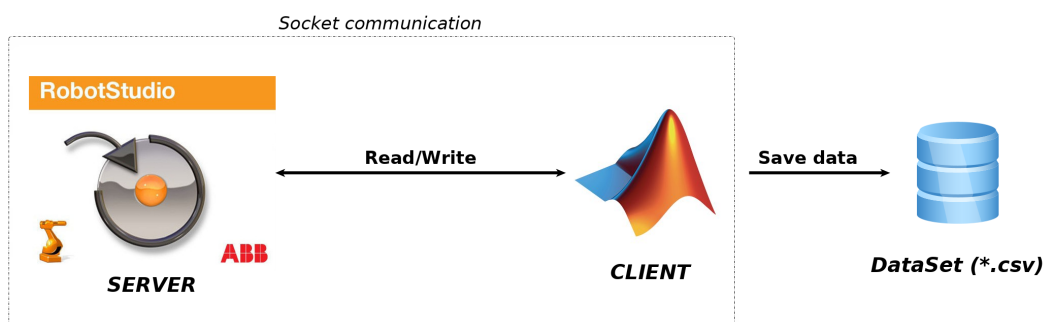 Socket communication
RobotStudio
Read/Write
Save data
ABB
SERVER
CLIENT
DataSet (*.csv)